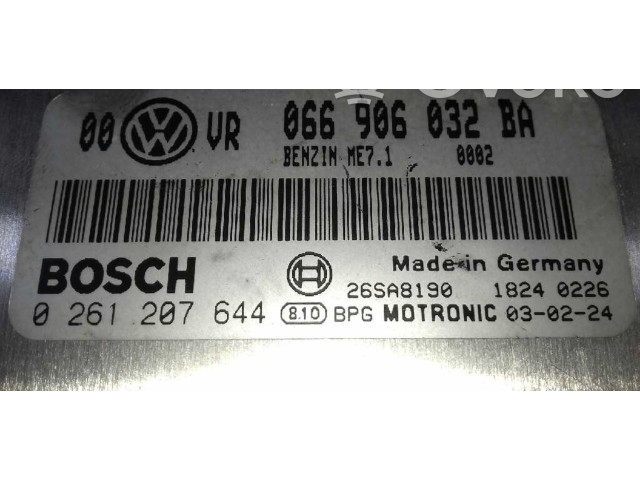 00 VW VR 066 906 032 BA
BENZIN ME7.1 0002
BOSCH Made in Germany
26SA8190 1824 0226
0 261 207 644 8.10 BPG MOTRONIC 03-02-24